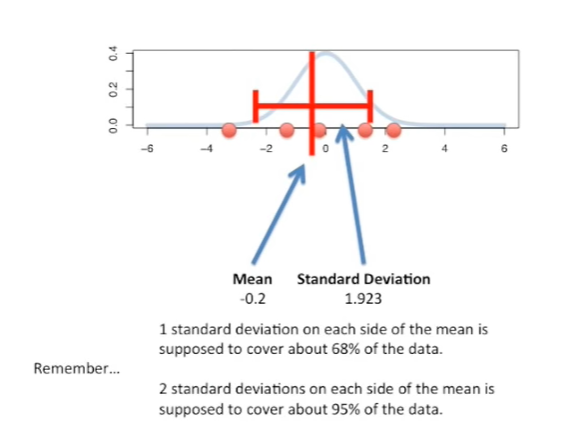 0.4
0.2
0.0
-6 -4 -2 0 2 4 6
Mean Standard Deviation
-0.2 1.923
1 standard deviation on each side of the mean is
supposed to cover about 68% of the data.
Remember...
2 standard deviations on each side of the mean is
supposed to cover about 95% of the data.